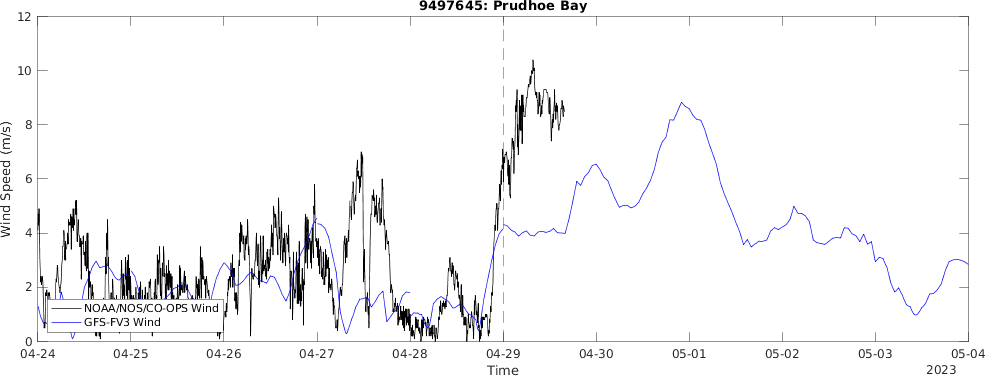 9497645: Prudhoe Bay
Wind Speed (m/s)
12
10
8
6
4
2
0
NOAA/NOS/CO-OPS Wind
GFS-FV3 Wind
04-24 04-25 04-26 04-27 04-28 04-29 04-30 05-01 05-02 05-03 05-04
Time
2023